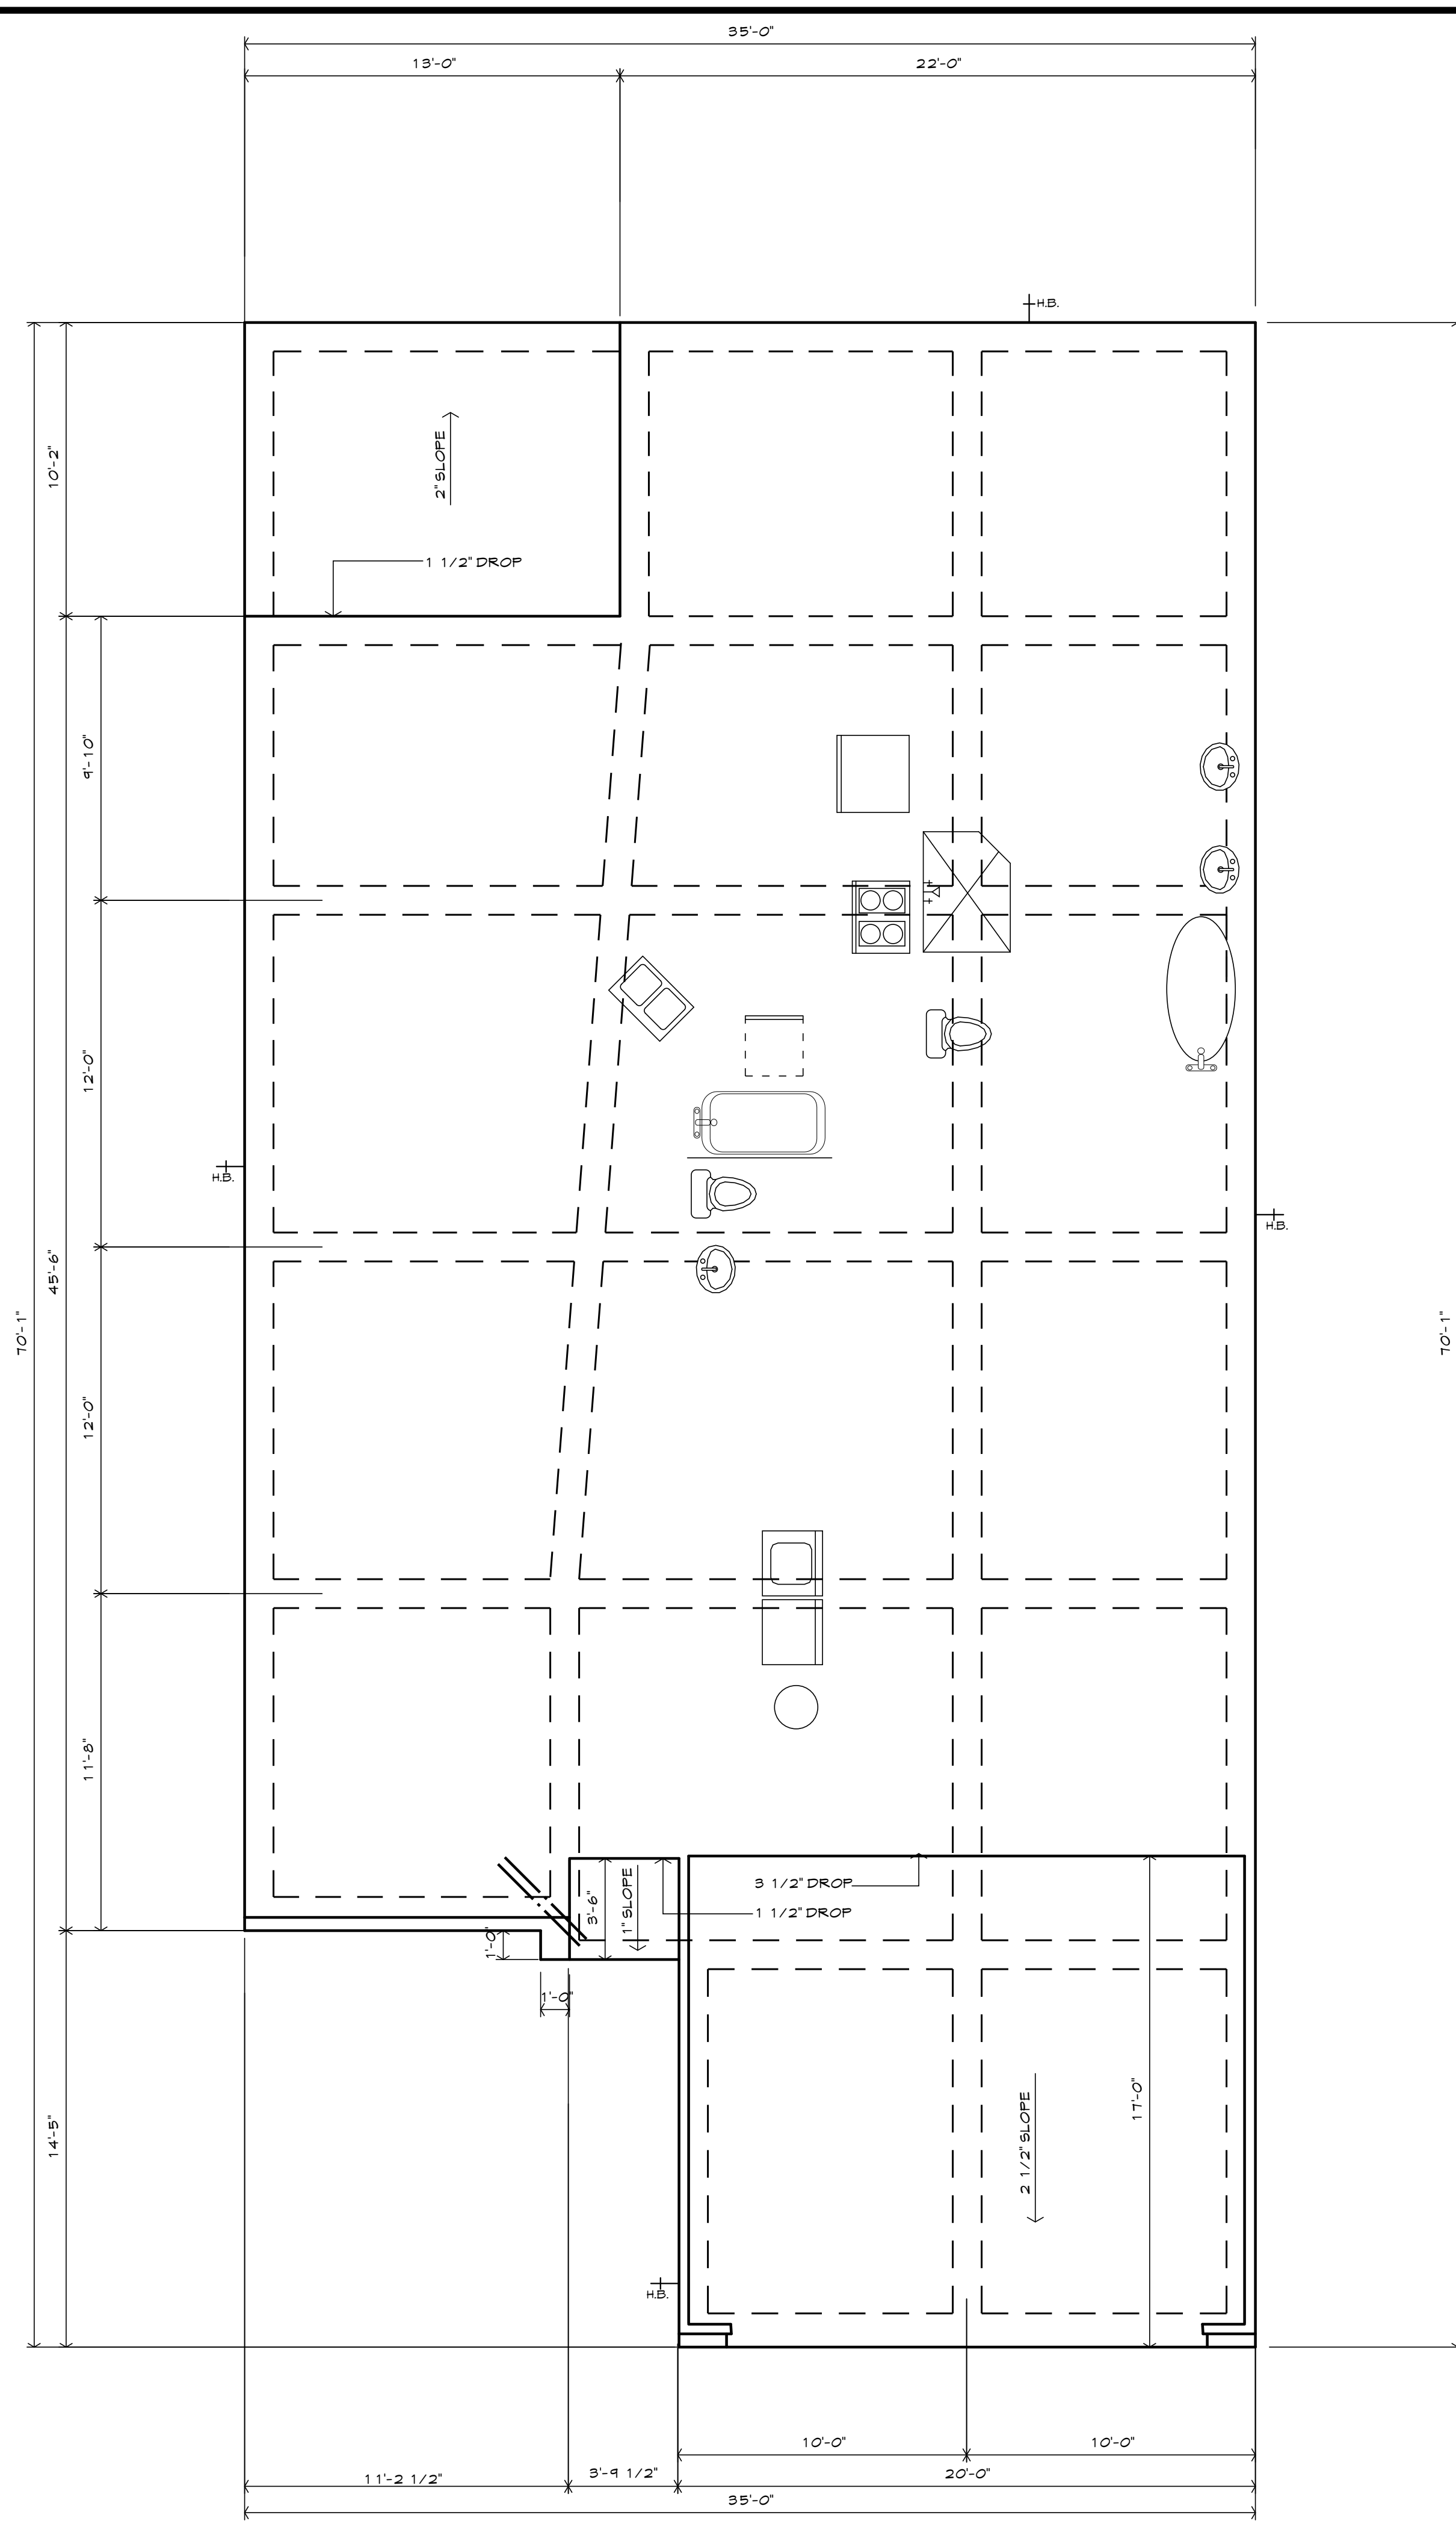 35'-0"
13'-0"
22'-0"
H.B.
10'-2"
2" SLOPE
1 1/2" DROP
9'-10"
12'-0"
H.B.
H.B.
45'-6"
70'-1"
70'-1"
12'-0"
11'-8"
3 1/2" DROP
3'-6"
1" SLOPE
1 1/2" DROP
1'-0"
1'-0"
17'-0"
14'-5"
2 1/2" SLOPE
H.B.
10'-0"
10'-0"
11'-2 1/2"
3'-9 1/2"
20'-0"
35'-0"